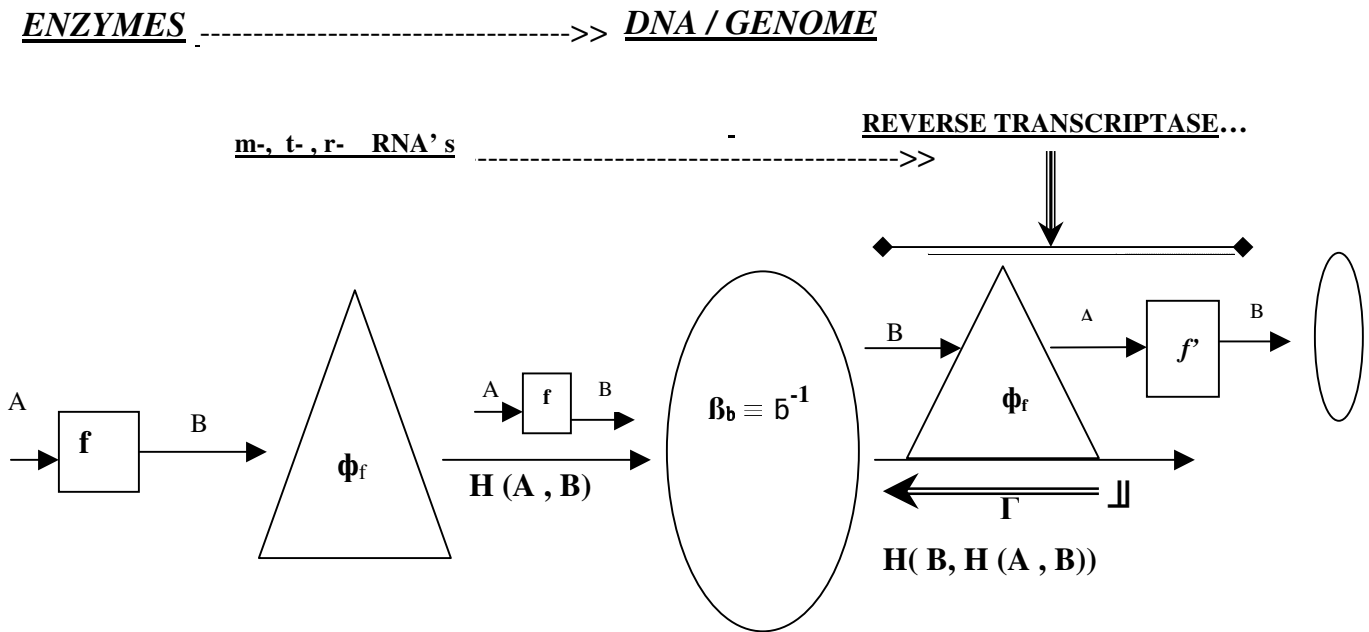 ENZYMES ------------------------------->> DNA / GENOME
m-, t- , r- RNA' s ------------------------------------------->>
REVERSE TRANSCRIPTASE...
A
f
B
ϕf
A
f
B
H (A , B)
ßb ≡ Ƃ-1
B
ϕf
A
f’
B
Γ
╨
H( B, H (A , B))